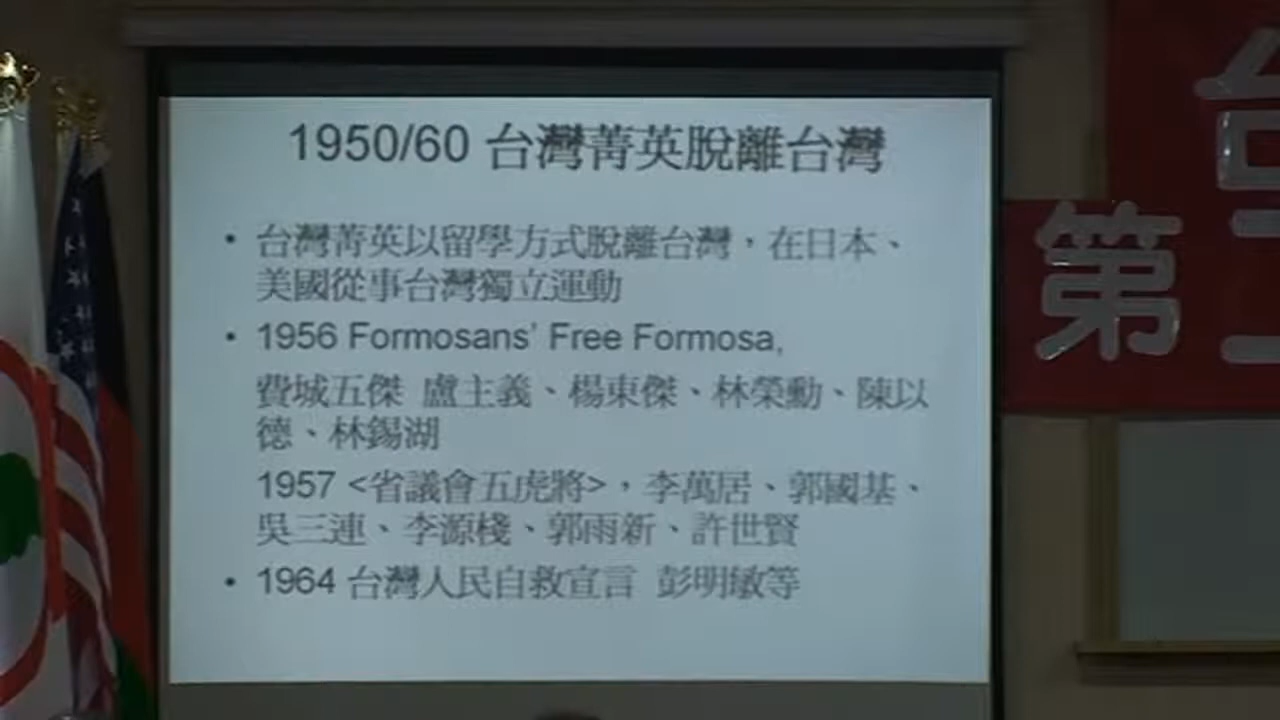 1950/60 台灣菁英脫離台灣
• 台灣菁英以留學方式脫離台灣，在日本、
美國從事台灣獨立運動
• 1956 Formosans' Free Formosa,
費城五傑 盧主義、楊東傑、林榮勳、陳以
德、林錫湖
1957 <省議會五虎將>，李萬居、郭國基、
吳三連、李源棧、郭雨新、許世賢
• 1964 台灣人民自救宣言 彭明敏等
第